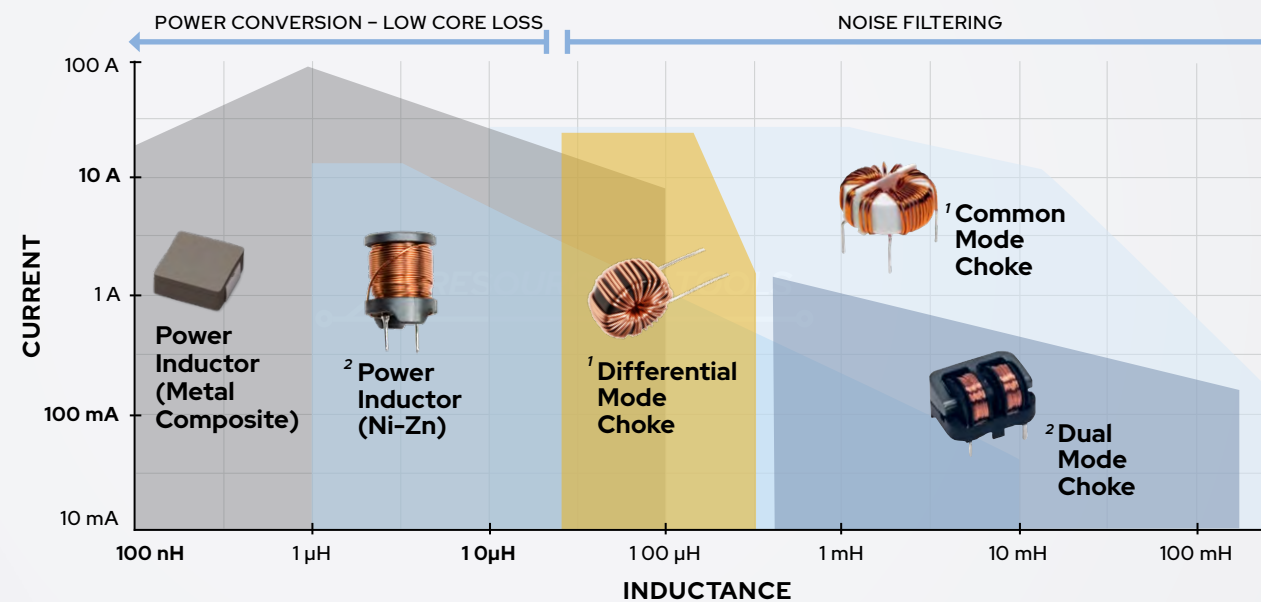 POWER CONVERSION – LOW CORE LOSS
NOISE FILTERING
CURRENT
100 A
10 A
1 A
100 mA
10 mA
Power
Inductor
(Metal
Composite)
2 Power
Inductor
(Ni-Zn)
1 Differential
Mode
Choke
1 Common
Mode
Choke
2 Dual
Mode
Choke
100 nH
1 µH
1 0µH
1 00 µH
1 mH
10 mH
100 mH
INDUCTANCE